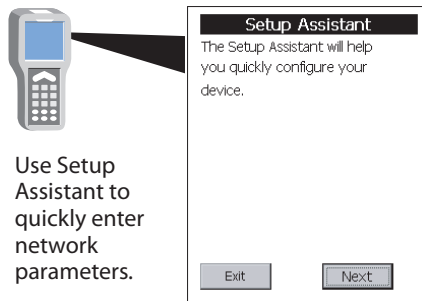 Setup Assistant
The Setup Assistant will help
you quickly configure your
device.
Exit
Next
Use Setup
Assistant to
quickly enter
network
parameters.